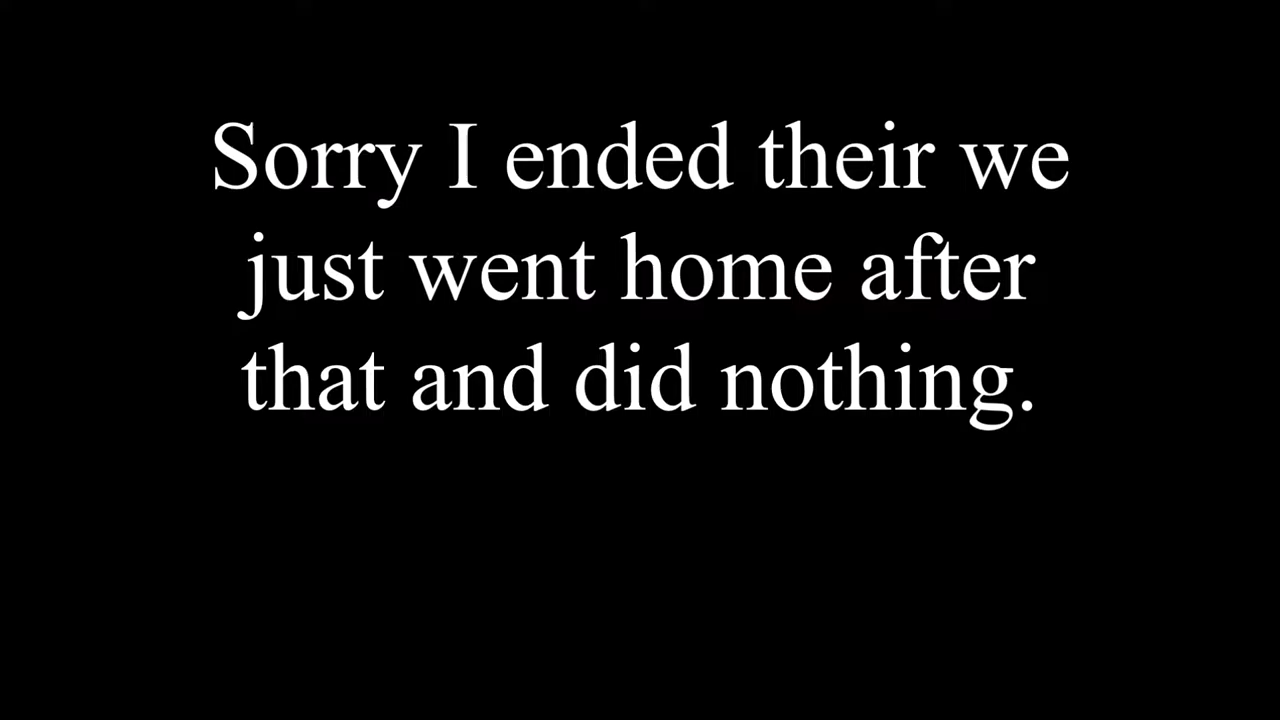 Sorry I ended their we
just went home after
that and did nothing.